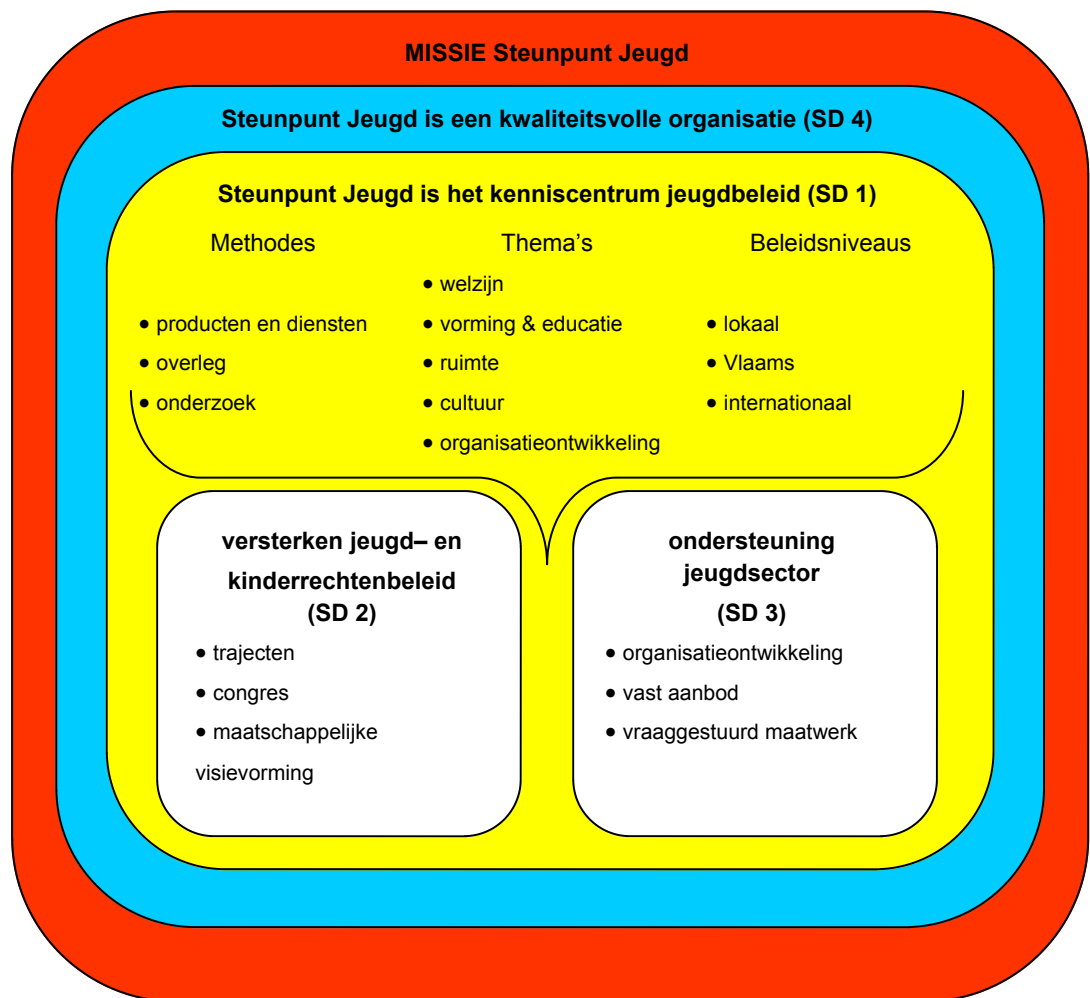 MISSIE Steunpunt Jeugd
Steunpunt Jeugd is een kwaliteitsvolle organisatie (SD 4)
Steunpunt Jeugd is het kenniscentrum jeugdbeleid (SD 1)
Methodes
• producten en diensten
• overleg
• onderzoek
Thema's
• welzijn
• vorming & educatie
• ruimte
• cultuur
• organisatieontwikkeling
Beleidsniveaus
• lokaal
• Vlaams
• internationaal
versterken jeugd– en
kinderrechtenbeleid
(SD 2)
• trajecten
• congres
• maatschappelijke
visievorming
ondersteuning
jeugdsector
(SD 3)
• organisatieontwikkeling
• vast aanbod
• vraaggestuurd maatwerk